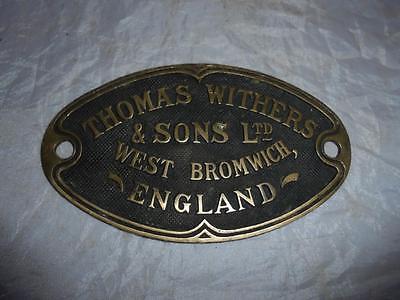 THOMAS WITHERS
& SONS LTD
WEST BROMWICH,
ENGLAND